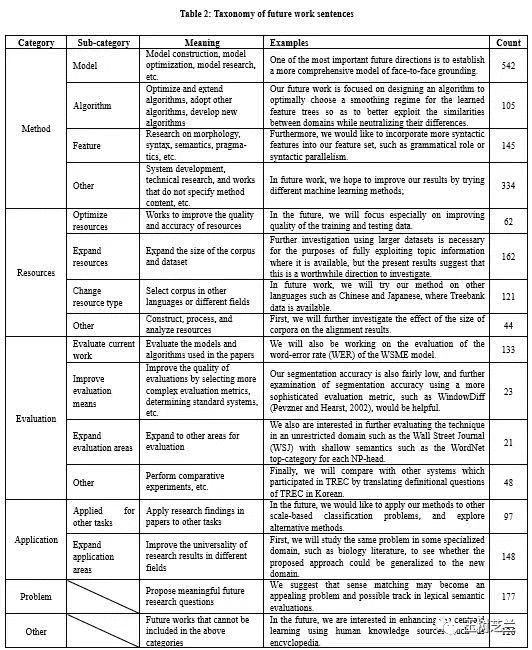 Table 2: Taxonomy of future work sentences
Category Sub-category Meaning Examples Count
Method
Model
Model construction, model
optimization, model research,
etc.
One of the most important future directions is to establish
a more comprehensive model of face-to-face grounding.
542
Algorithm
Optimize and extend
algorithms, adopt other
algorithms, develop new
algorithms
Our future work is focused on designing an algorithm to
optimally choose a smoothing regime for the learned
feature trees so as to better exploit the similarities
between domains while neutralizing their differences.
105
Feature
Research on morphology,
syntax, semantics, pragma-
tics, etc.
Furthermore, we would like to incorporate more syntactic
features into our feature set, such as grammatical role or
syntactic parallelism.
145
Other
System development,
technical research, and works
that do not specify method
content, etc.
In future work, we hope to improve our results by trying
different machine learning methods;
334
Resources
Optimize
resources
Works to improve the quality
and accuracy of resources
In the future, we will focus especially on improving
quality of the training and testing data.
62
Expand
resources
Expand the size of the corpus
and dataset
Further investigation using larger datasets is necessary
for the purposes of fully exploiting topic information
where it is available, but the present results suggest that
this is a worthwhile direction to investigate.
162
Change
resource type
Select corpus in other
languages or different fields
In future work, we will try our method on other
languages such as Chinese and Japanese, where Treebank
data is available.
121
Other
Construct, process, and
analyze resources
First, we will further investigate the effect of the size of
corpora on the alignment results.
44
Evaluation
Evaluate current
work
Evaluate the models and
algorithms used in the papers
We will also be working on the evaluation of the
word-error rate (WER) of the WSME model.
133
Improve
evaluation
means
Improve the quality of
evaluations by selecting more
complex evaluation metrics,
determining standard systems,
etc.
Our segmentation accuracy is also fairly low, and further
examination of segmentation accuracy using a more
sophisticated evaluation metric, such as WindowDiff
(Pevzner and Hearst, 2002), would be helpful.
23
Expand
evaluation areas
Expand to other areas for
evaluation
We also are interested in further evaluating the technique
in an unrestricted domain such as the Wall Street Journal
(WSJ) with shallow semantics such as the WordNet
top-category for each NP-head.
21
Other
Perform comparative
experiments, etc.
Finally, we will compare with other systems which
participated in TREC by translating definitional questions
of TREC in Korean.
48
Application
Applied for
other tasks
Apply research findings in
papers to other tasks
In the future, we would like to apply our methods to other
scale-based classification problems, and explore
alternative methods.
97
Expand
application
areas
Improve the universality of
research results in different
fields
First, we will study the same problem in some specialized
domain, such as biology literature, to see whether the
proposed approach could be generalized to the new
domain.
148
Problem
Propose meaningful future
research questions
We suggest that sense matching may become an
appealing problem and possible track in lexical semantic
evaluations.
177
Other
Future works that cannot be
included in the above
categories
In the future, we are interested in enhancing
learning using human knowledge sources
encyclopedia.